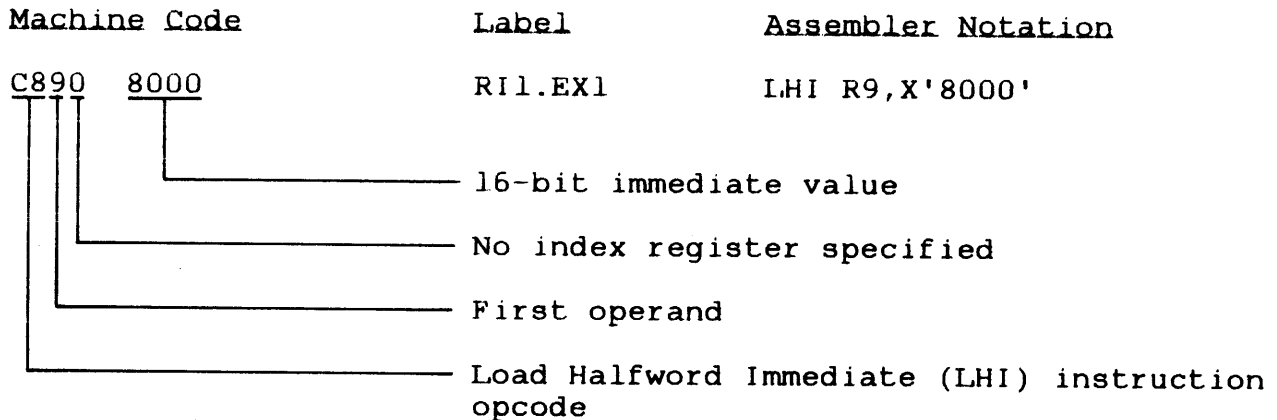 Machine Code Label Assembler Notation
C890 8000 RI1.EX1 LHI R9,X'8000'
16-bit immediate value
No index register specified
First operand
Load Halfword Immediate (LHI) instruction
opcode